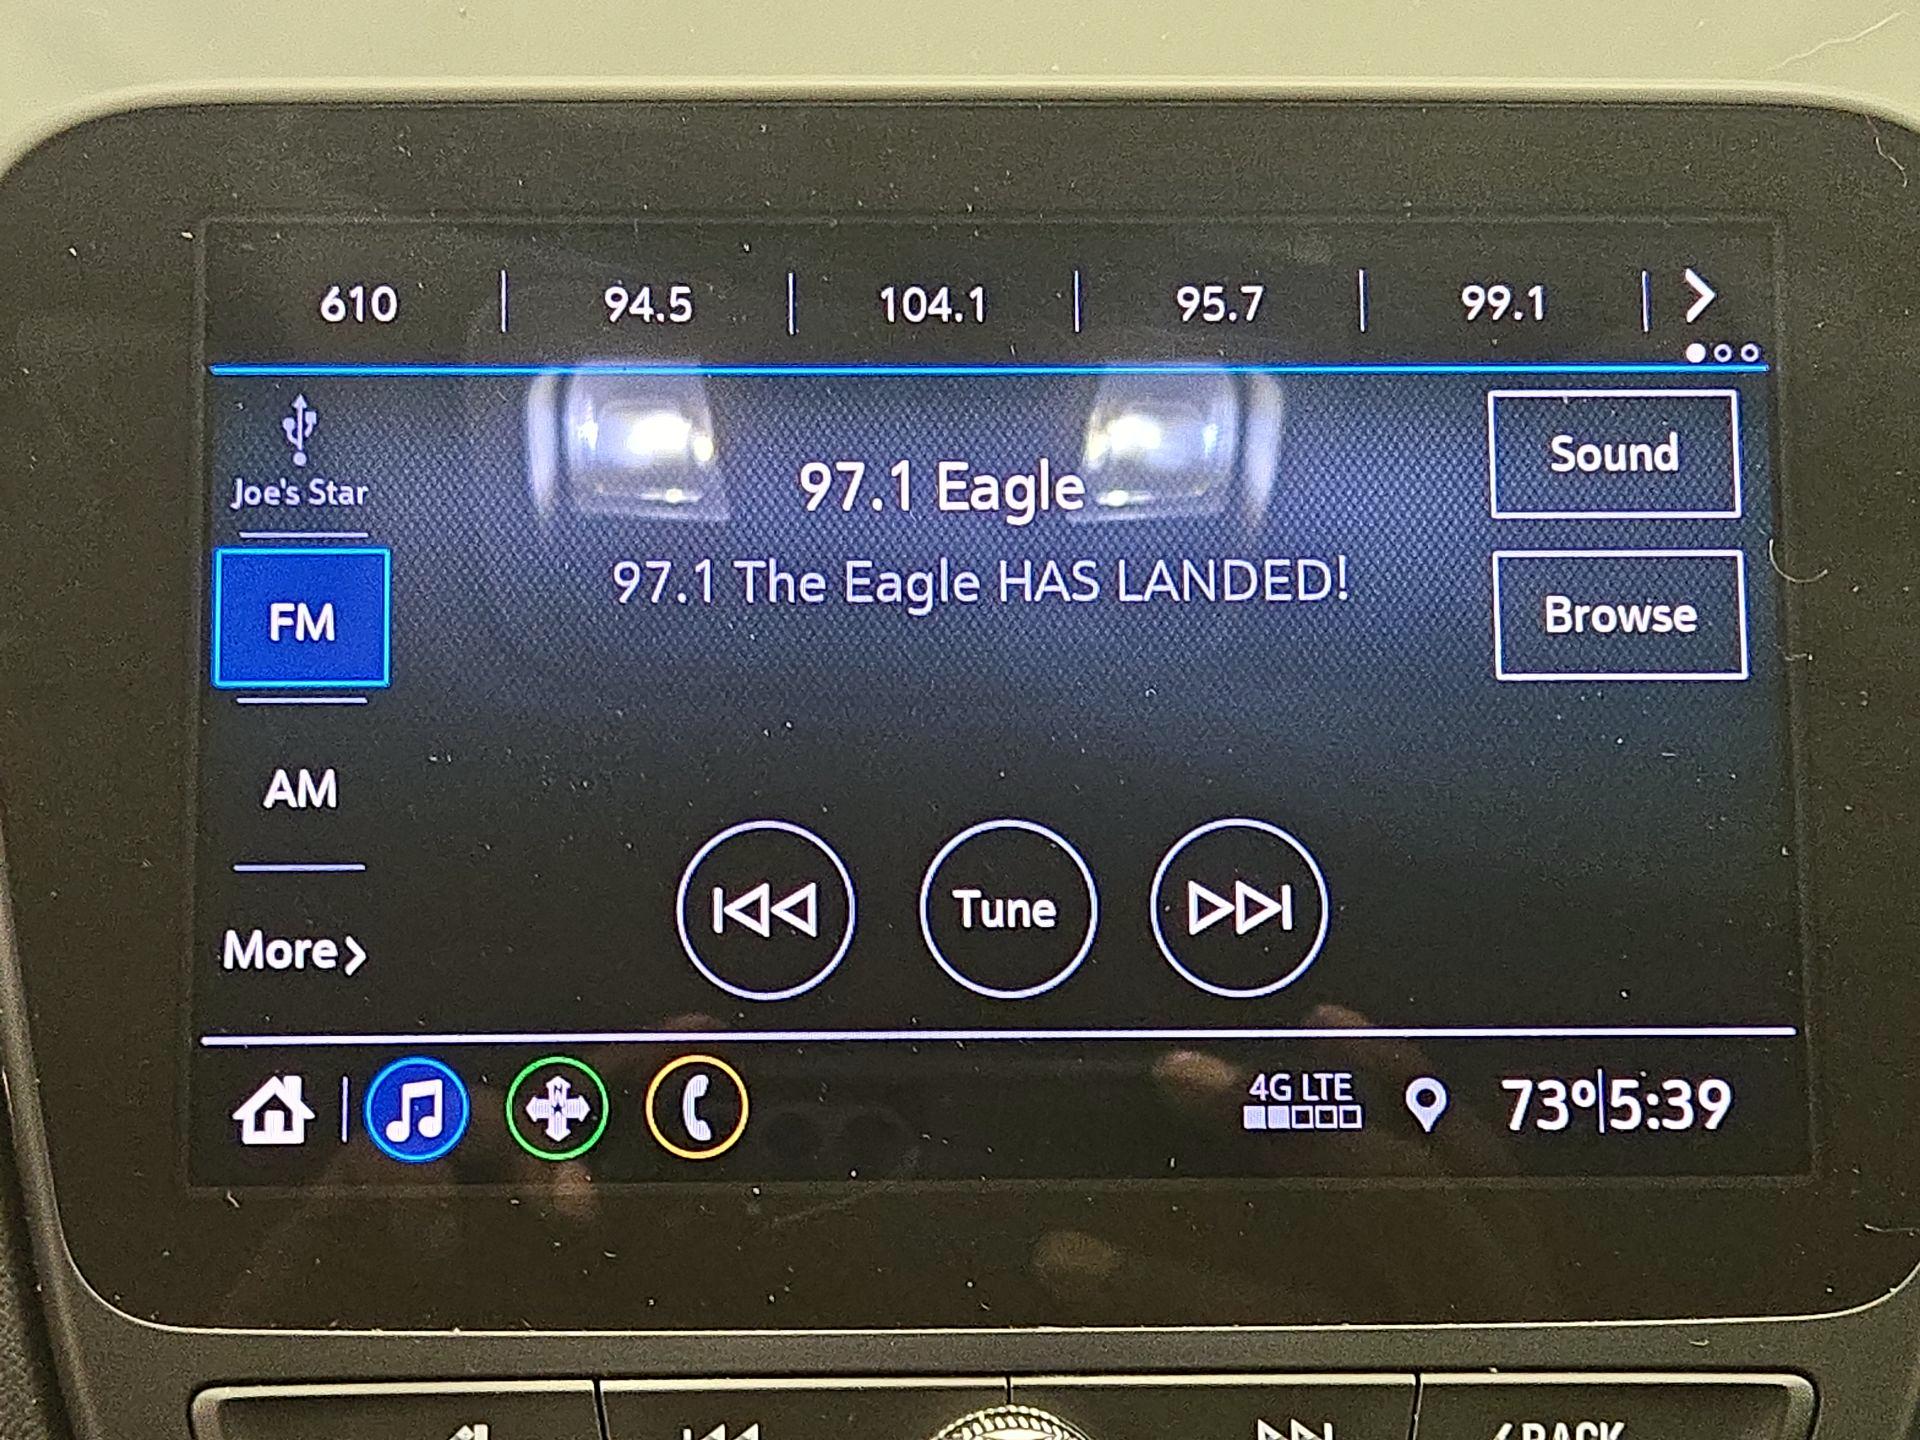 610 94.5 104.1 95.7 99.1
Joe's Star
Sound
97.1 Eagle
97.1 The Eagle HAS LANDED!
FM
Browse
AM
Tune
More
N
4G LTE
73° 5:39
BACK